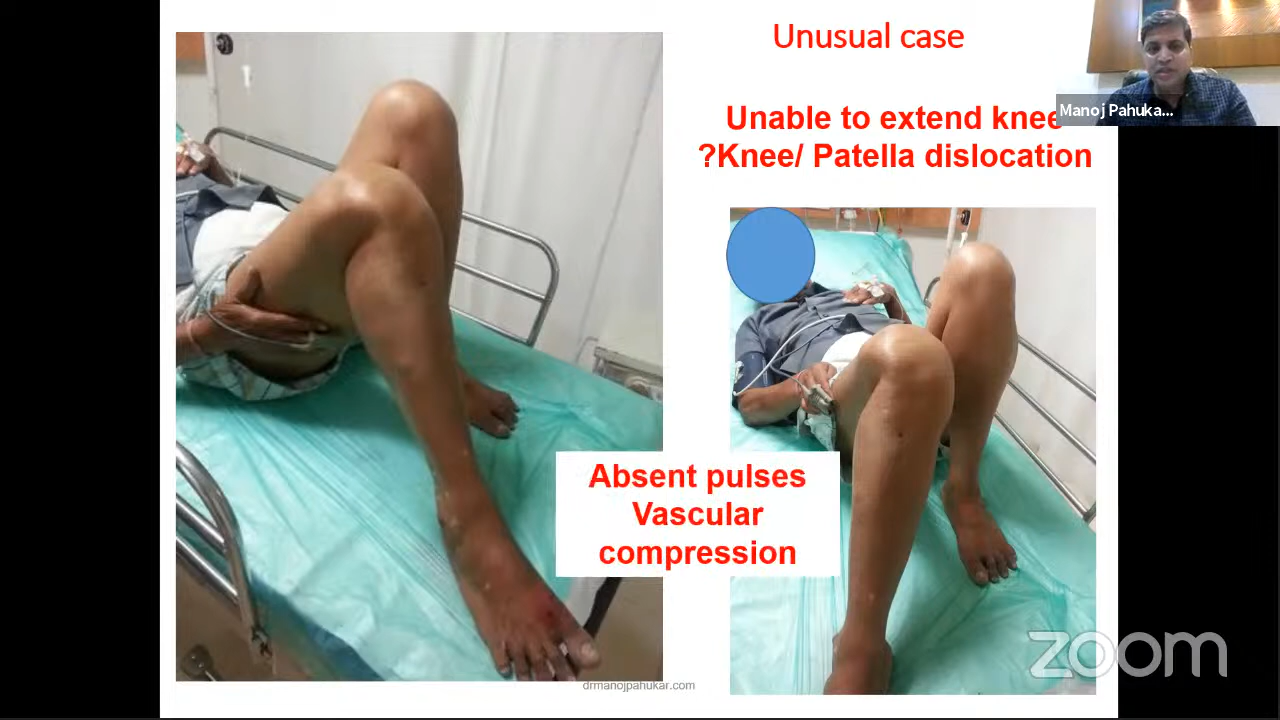 Unusual case
Manoj Pahuka...
Unable to extend knee
?Knee/ Patella dislocation
Absent pulses
Vascular
compression
drmanojpahukar.com
zoom